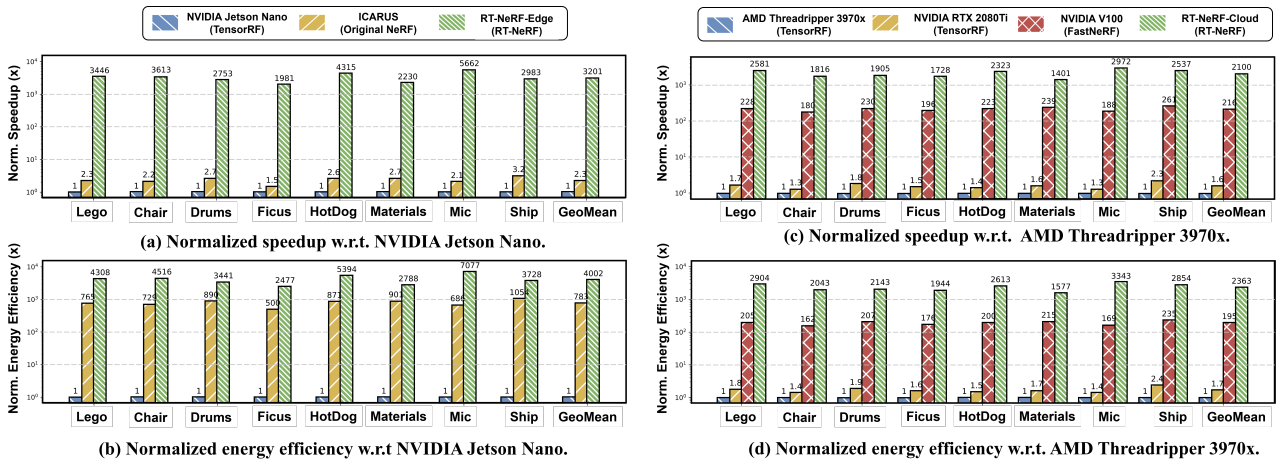 NVIDIA Jetson Nano
(TensorRF)
ICARUS
(Original NeRF)
RT-NeRF-Edge
(RT-NeRF)
Norm. Speedup (x)
10⁴
10³
10²
10¹
10⁰
1 2.3 3446
1 2.2 3613
1 2.7 2753
1 1.5 1981
1 2.6 4315
1 2.7 2230
1 2.1 5662
1 3.2 2983
1 2.3 3201
Lego Chair Drums Ficus HotDog Materials Mic Ship GeoMean
(a) Normalized speedup w.r.t. NVIDIA Jetson Nano.
Norm. Energy Efficiency (x)
10⁴
10³
10²
10¹
10⁰
1 765 4308
1 729 4516
1 890 3441
1 500 2477
1 871 5394
1 901 2788
1 686 7077
1 1054 3728
1 783 4002
Lego Chair Drums Ficus HotDog Materials Mic Ship GeoMean
(b) Normalized energy efficiency w.r.t NVIDIA Jetson Nano.
AMD Threadripper 3970x
(TensorRF)
NVIDIA RTX 2080Ti
(TensorRF)
NVIDIA V100
(FastNeRF)
RT-NeRF-Cloud
(RT-NeRF)
Norm. Speedup (x)
10³
10²
10¹
10⁰
1 1.7 228 2581
1 1.3 180 1816
1 1.8 230 1905
1 1.5 196 1728
1 1.4 223 2323
1 1.6 239 1401
1 1.3 188 2972
1 2.3 261 2537
1 1.6 216 2100
Lego Chair Drums Ficus HotDog Materials Mic Ship GeoMean
(c) Normalized speedup w.r.t. AMD Threadripper 3970x.
Norm. Energy Efficiency (x)
10⁴
10³
10²
10¹
10⁰
1 1.8 205 2904
1 1.4 162 2043
1 1.9 207 2143
1 1.6 176 1944
1 1.5 200 2613
1 1.7 215 1577
1 1.4 169 3343
1 2.4 235 2854
1 1.7 195 2363
Lego Chair Drums Ficus HotDog Materials Mic Ship GeoMean
(d) Normalized energy efficiency w.r.t. AMD Threadripper 3970x.